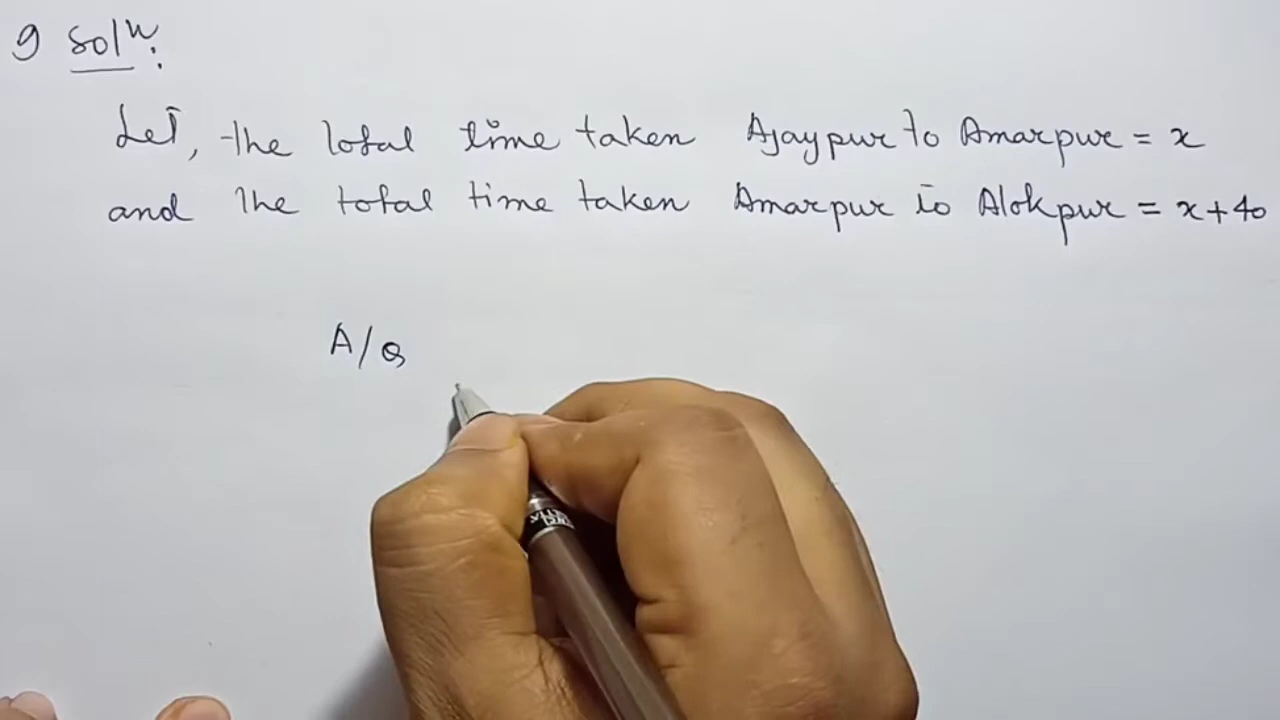 9 Solⁿ:
Let, the total time taken Ajaypur to Amarpur = x
and the total time taken Amarpur to Alokpur = x+40
A/Q